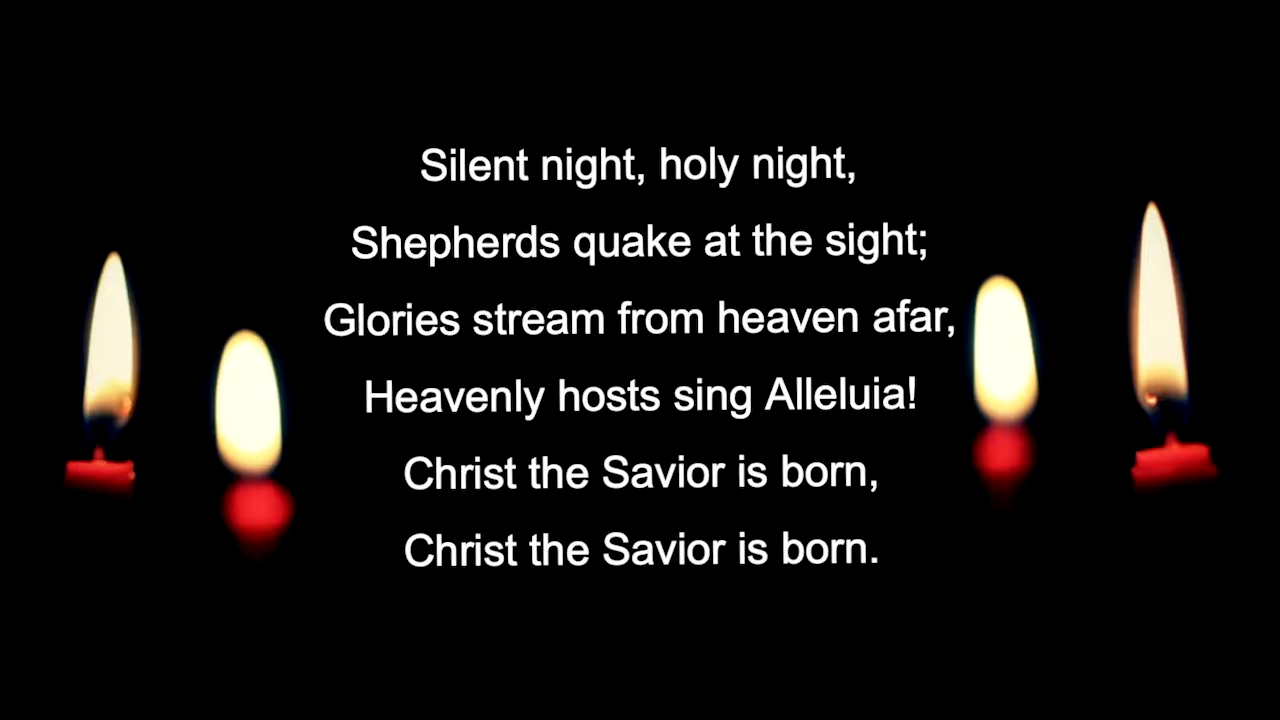 Silent night, holy night,
Shepherds quake at the sight;
Glories stream from heaven afar,
Heavenly hosts sing Alleluia!
Christ the Savior is born,
Christ the Savior is born.